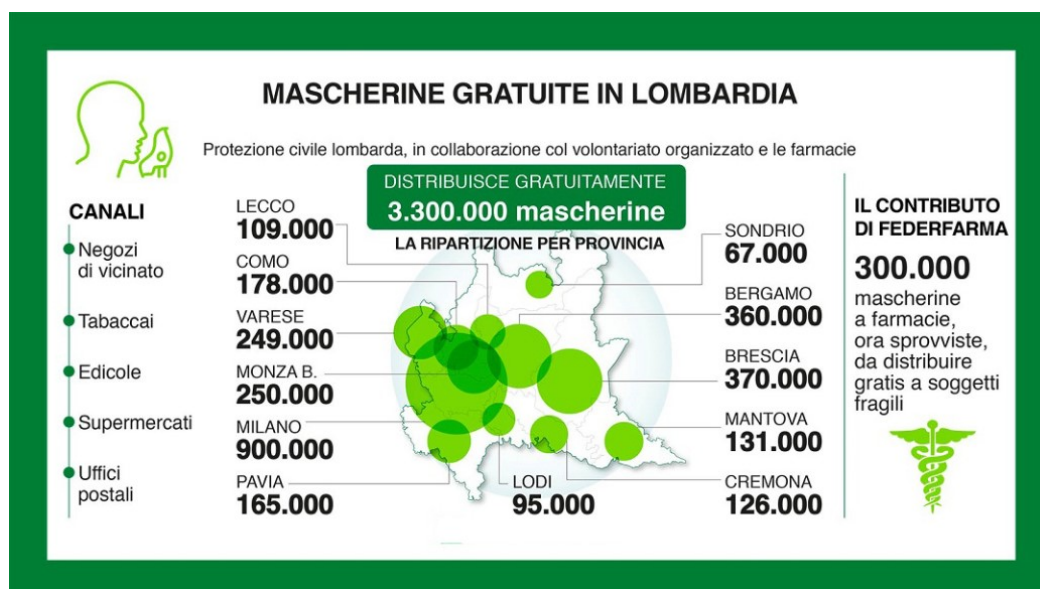 MASCHERINE GRATUITE IN LOMBARDIA
Protezione civile lombarda, in collaborazione col volontariato organizzato e le farmacie
DISTRIBUISCE GRATUITAMENTE
3.300.000 mascherine
LA RIPARTIZIONE PER PROVINCIA
CANALI
Negozi
di vicinato
Tabaccai
Edicole
Supermercati
Uffici
postali
LECCO
109.000
COMO
178.000
VARESE
249.000
MONZA B.
250.000
MILANO
900.000
PAVIA
165.000
LODI
95.000
SONDRIO
67.000
BERGAMO
360.000
BRESCIA
370.000
MANTOVA
131.000
CREMONA
126.000
IL CONTRIBUTO
DI FEDERFARMA
300.000
mascherine
a farmacie,
ora sprovviste,
da distribuire
gratis a soggetti
fragili